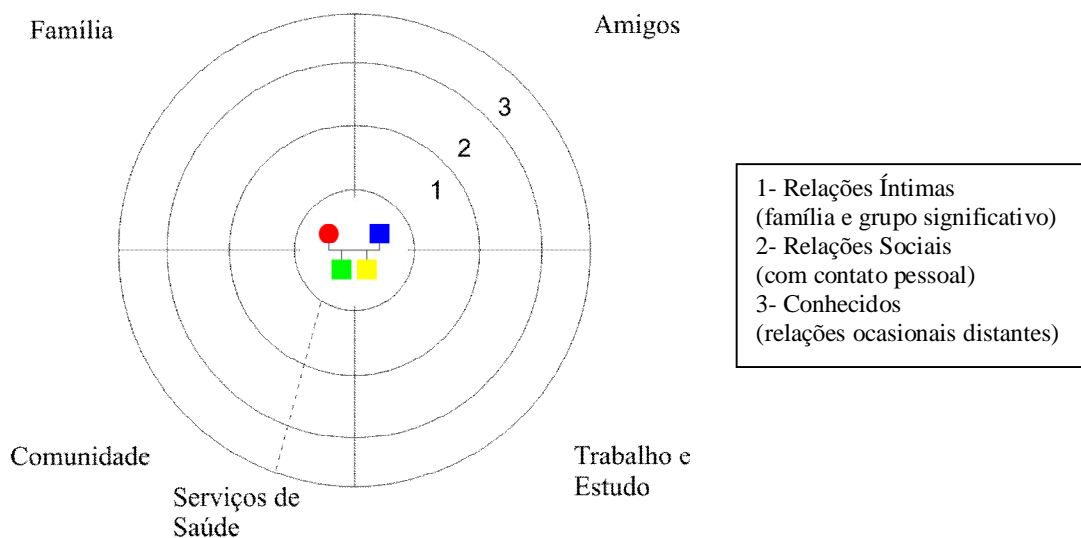 Família
Amigos
3
2
1
1- Relações Íntimas
(família e grupo significativo)
2- Relações Sociais
(com contato pessoal)
3- Conhecidos
(relações ocasionais distantes)
Comunidade
Trabalho e
Estudo
Serviços de
Saúde